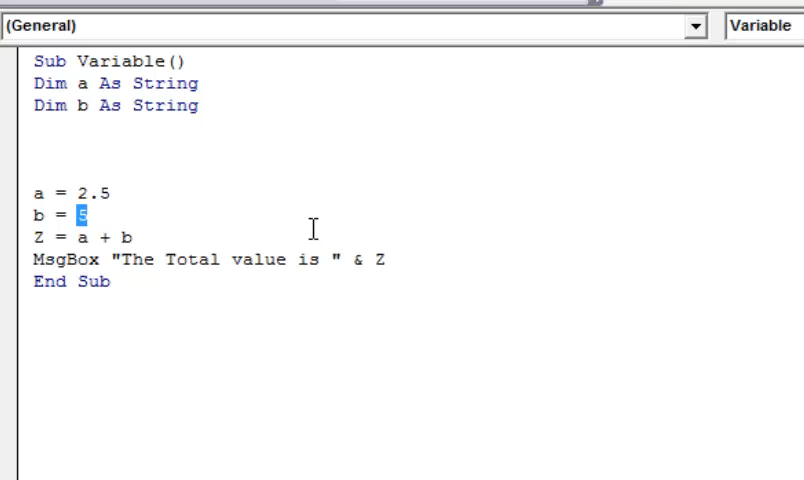 (General) Variable
Sub Variable()
Dim a As String
Dim b As String
a = 2.5
b = 5
Z = a + b
MsgBox "The Total value is " & Z
End Sub